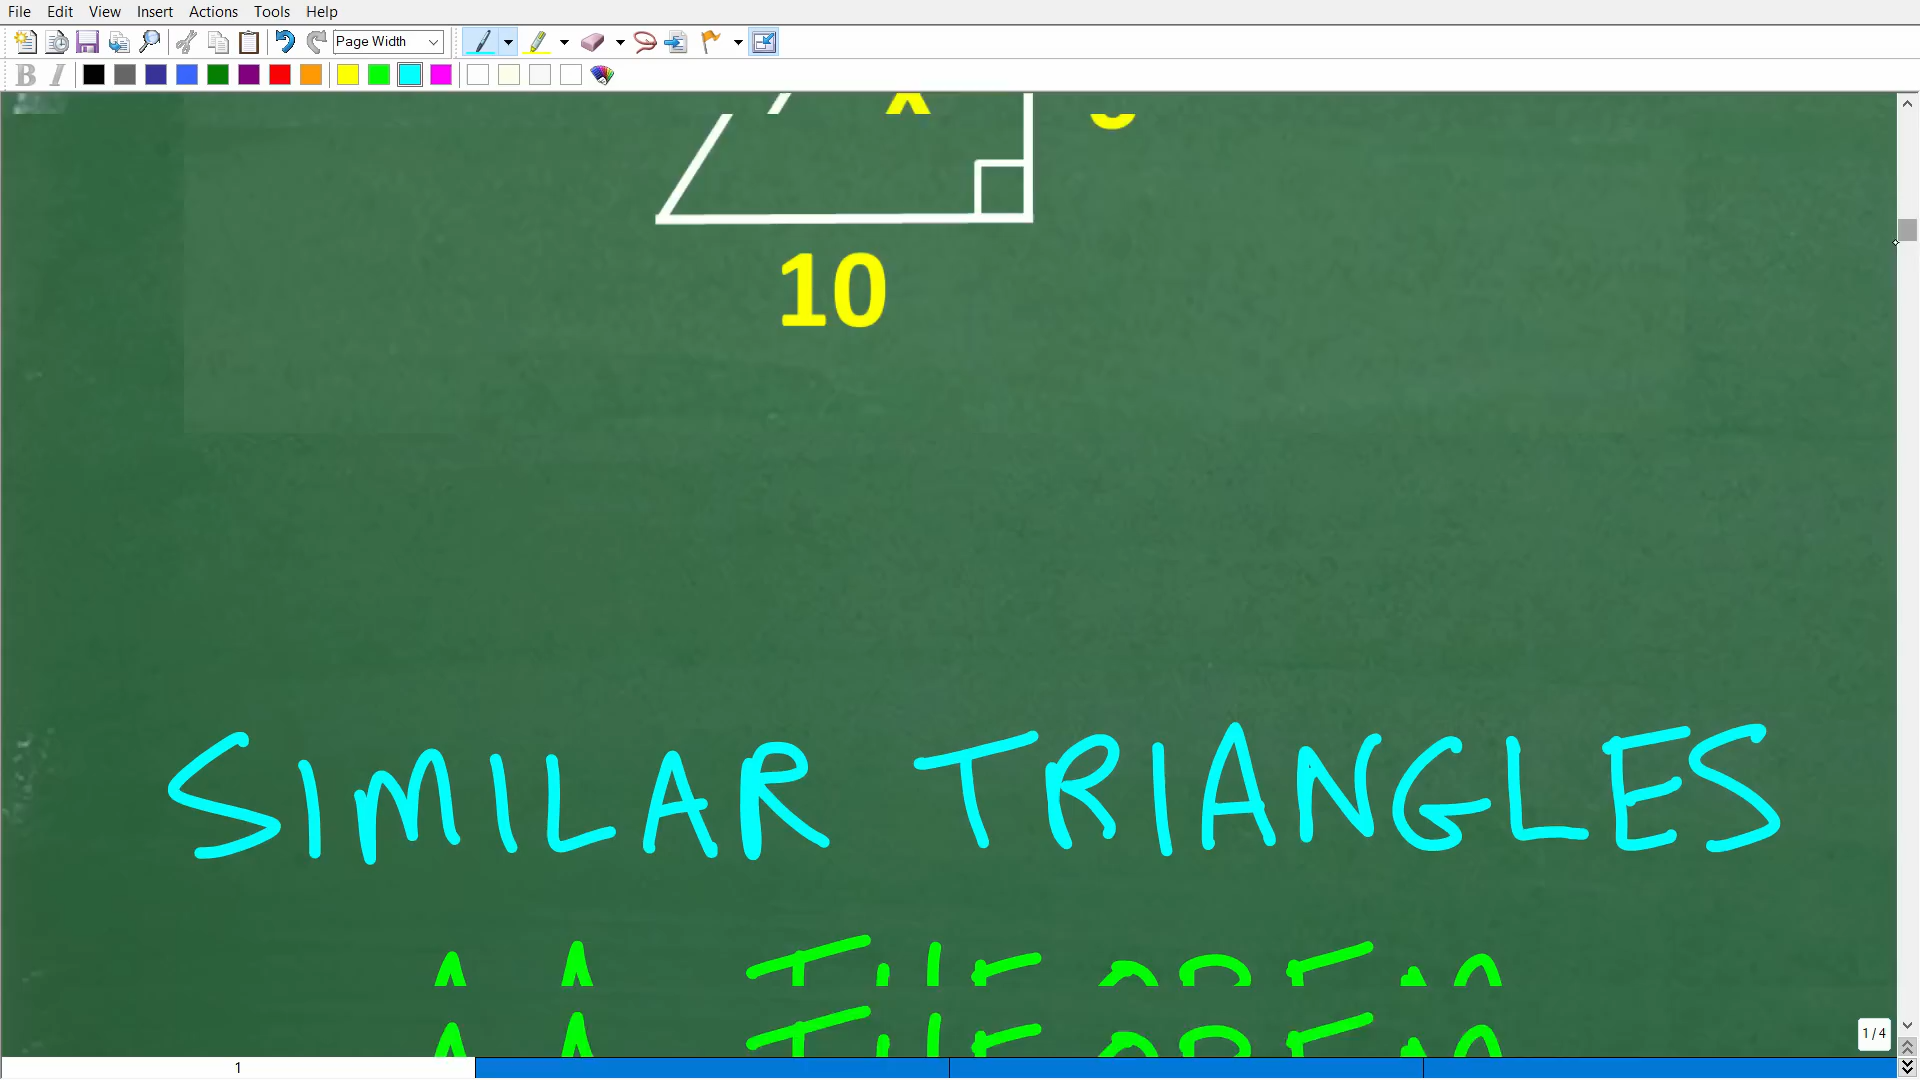 File Edit View Insert Actions Tools Help
Page Width
B I
x
10
SIMILAR TRIANGLES
1 / 4
1